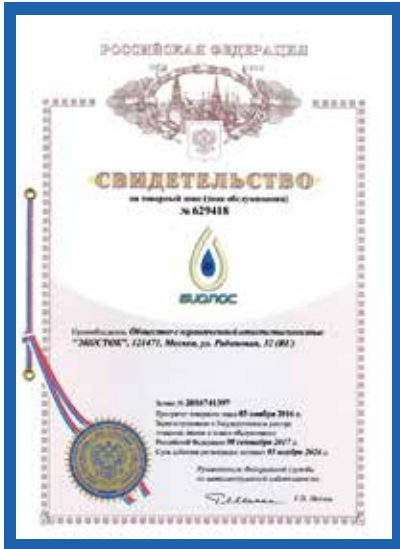 РОССИЙСКАЯ ФЕДЕРАЦИЯ
СВИДЕТЕЛЬСТВО
на товарный знак (знак обслуживания)
№ 629418
БИОЛОС
Правообладатель: Общество с ограниченной ответственностью
"ЭКОСТОК", 121471, Москва, ул. Рябиновая, 32 (RU)
Заявка № 2016741397
Приоритет товарного знака 03 ноября 2016 г.
Зарегистрировано в Государственном реестре
товарных знаков и знаков обслуживания
Российской Федерации 08 сентября 2017 г.
Срок действия регистрации истекает 03 ноября 2026 г.
Руководитель Федеральной службы
по интеллектуальной собственности
Г.П. Ивлиев